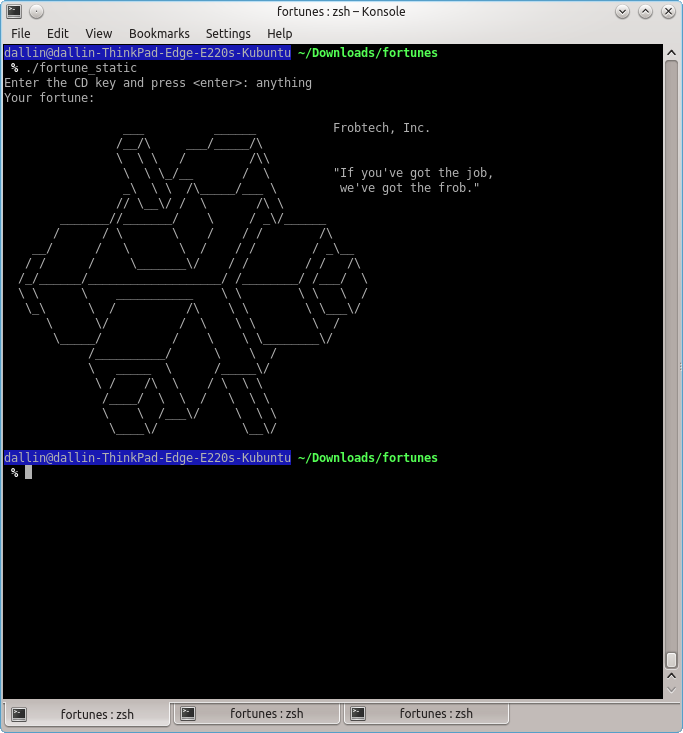 fortunes : zsh – Konsole
File Edit View Bookmarks Settings Help
dallin@dallin-ThinkPad-Edge-E220s-Kubuntu ~/Downloads/fortunes
% ./fortune_static
Enter the CD key and press <enter>: anything
Your fortune:
Frobtech, Inc.
"If you've got the job,
we've got the frob."
dallin@dallin-ThinkPad-Edge-E220s-Kubuntu ~/Downloads/fortunes
%
fortunes : zsh fortunes : zsh fortunes : zsh